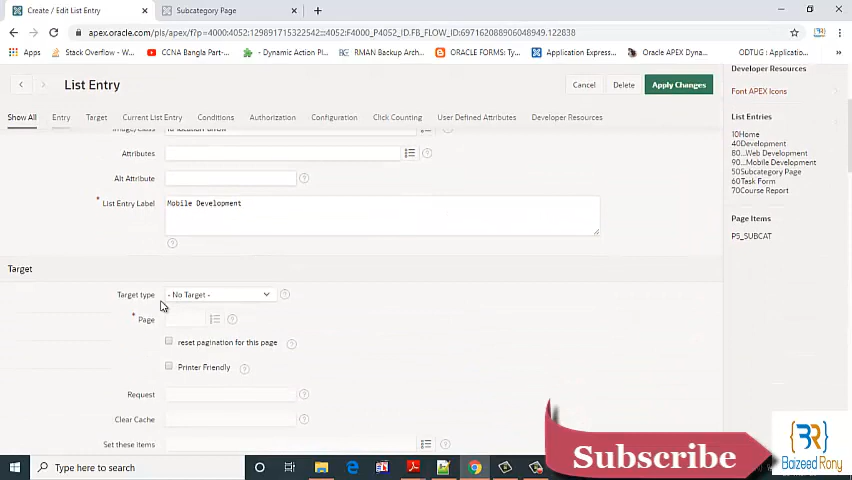 Create / Edit List Entry
Subcategory Page
apex.oracle.com/pls/apex/f?p=4000:4052:129891715322542::::4052:F4000_P4052_ID,FB_FLOW_ID:697162088906048949,122838
Apps
Stack Overflow - W...
CCNA Bangla Part-...
- Dynamic Action Pl...
RMAN Backup Arch...
ORACLE FORMS: Ty...
Application Express...
Oracle APEX Dyna...
ODTUG : Applicatio...
List Entry
Cancel
Delete
Apply Changes
Show All
Entry
Target
Current List Entry
Conditions
Authorization
Configuration
Click Counting
User Defined Attributes
Developer Resources
Attributes
Alt Attribute
* List Entry Label
Mobile Development
Target
Target type
- No Target -
* Page
reset pagination for this page
Printer Friendly
Request
Clear Cache
Set these Items
Developer Resources
Font APEX Icons
List Entries
10Home
40Development
80...Web Development
90...Mobile Development
50Subcategory Page
60Task Form
70Course Report
Page Items
P5_SUBCAT
Subscribe
BR
Baizeed Rony
Type here to search